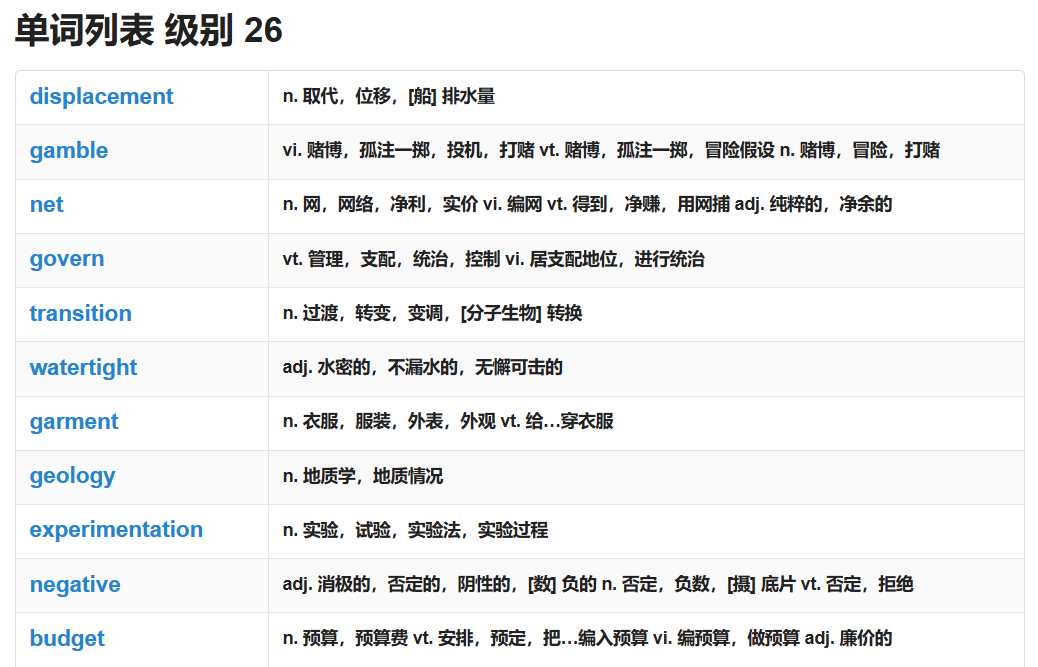 单词列表 级别 26
displacement n. 取代，位移，[船] 排水量
gamble vi. 赌博，孤注一掷，投机，打赌 vt. 赌博，孤注一掷，冒险假设 n. 赌博，冒险，打赌
net n. 网，网络，净利，实价 vi. 编网 vt. 得到，净赚，用网捕 adj. 纯粹的，净余的
govern vt. 管理，支配，统治，控制 vi. 居支配地位，进行统治
transition n. 过渡，转变，变调，[分子生物] 转换
watertight adj. 水密的，不漏水的，无懈可击的
garment n. 衣服，服装，外表，外观 vt. 给…穿衣服
geology n. 地质学，地质情况
experimentation n. 实验，试验，实验法，实验过程
negative adj. 消极的，否定的，阴性的，[数] 负的 n. 否定，负数，[摄] 底片 vt. 否定，拒绝
budget n. 预算，预算费 vt. 安排，预定，把…编入预算 vi. 编预算，做预算 adj. 廉价的